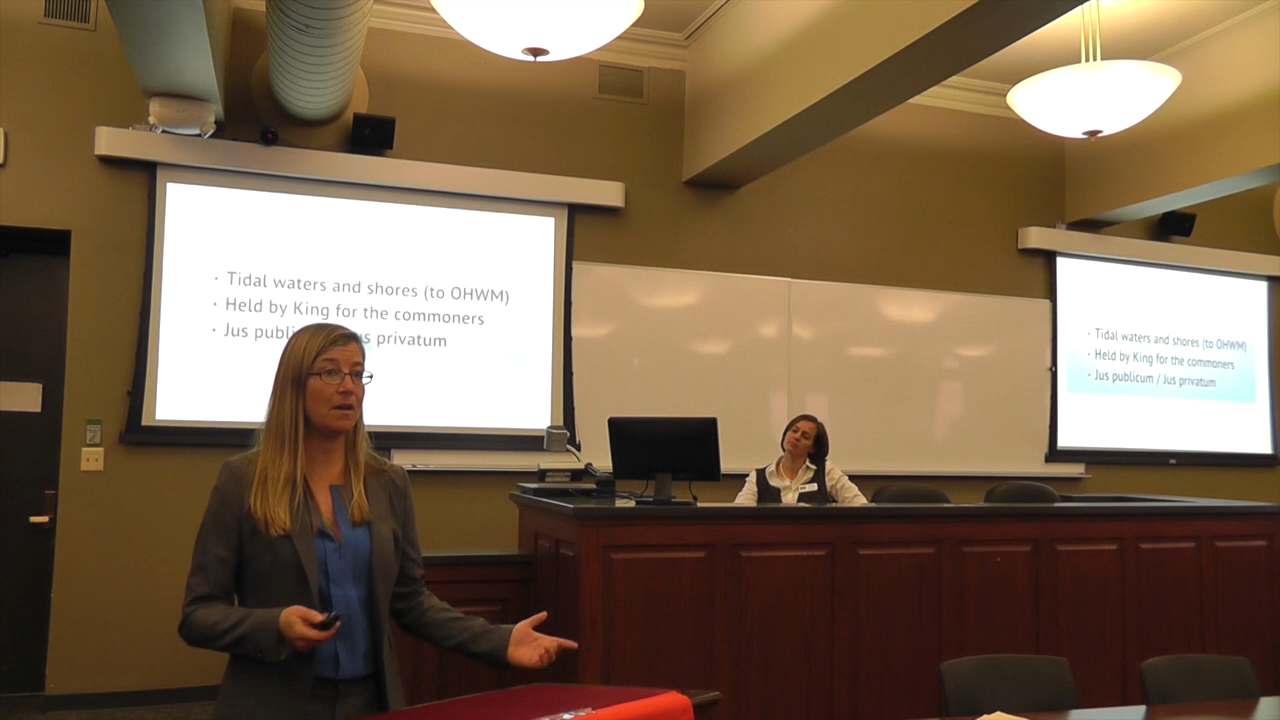 · Tidal waters and shores (to OHWM)
· Held by King for the commoners
· Jus publi us privatum
· Tidal waters and shores (to OHWM)
· Held by King for the commoners
· Jus publicum / Jus privatum